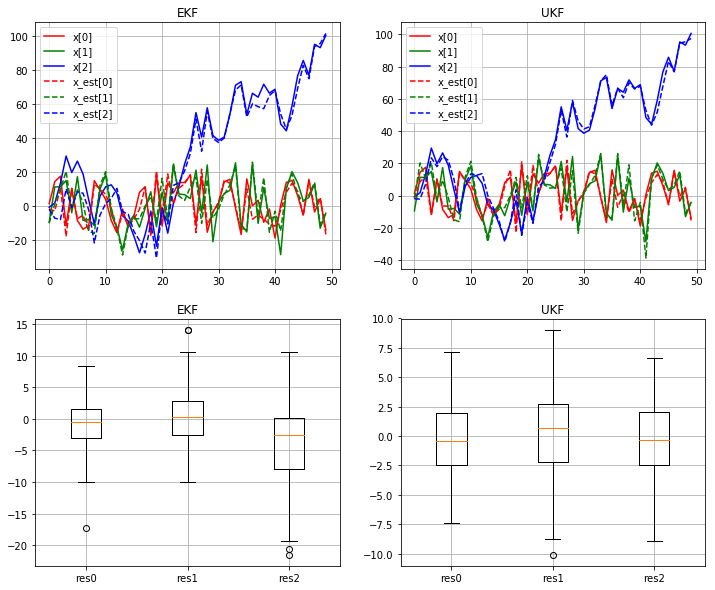 EKF
x[0]
x[1]
x[2]
x_est[0]
x_est[1]
x_est[2]
100
80
60
40
20
0
−20
0 10 20 30 40 50
UKF
x[0]
x[1]
x[2]
x_est[0]
x_est[1]
x_est[2]
100
80
60
40
20
0
−20
−40
0 10 20 30 40 50
EKF
15
10
5
0
−5
−10
−15
−20
res0 res1 res2
UKF
10.0
7.5
5.0
2.5
0.0
−2.5
−5.0
−7.5
−10.0
res0 res1 res2